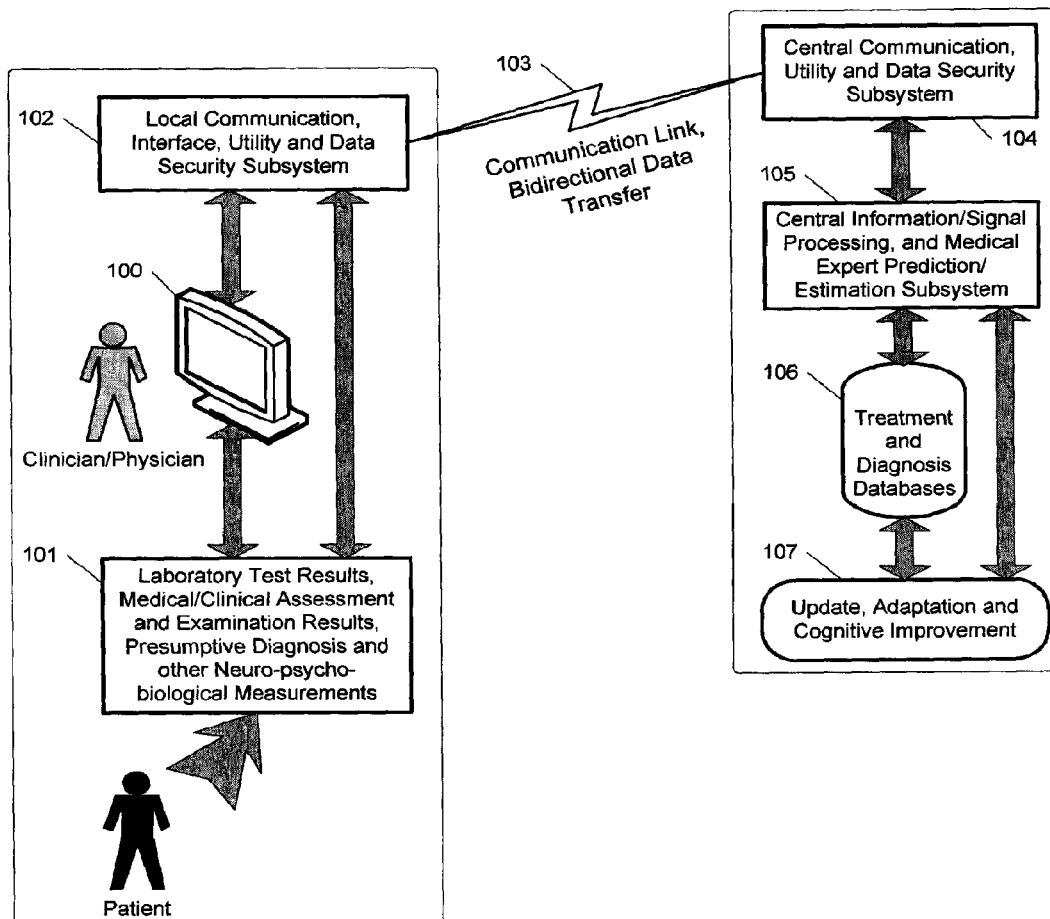 102
Local Communication,
Interface, Utility and Data
Security Subsystem
100
Clinician/Physician
101
Laboratory Test Results,
Medical/Clinical Assessment
and Examination Results,
Presumptive Diagnosis and
other Neuro-psycho-
biological Measurements
Patient
103
Communication Link,
Bidirectional Data
Transfer
Central Communication,
Utility and Data Security
Subsystem
104
105
Central Information/Signal
Processing, and Medical
Expert Prediction/
Estimation Subsystem
106
Treatment
and
Diagnosis
Databases
107
Update, Adaptation and
Cognitive Improvement